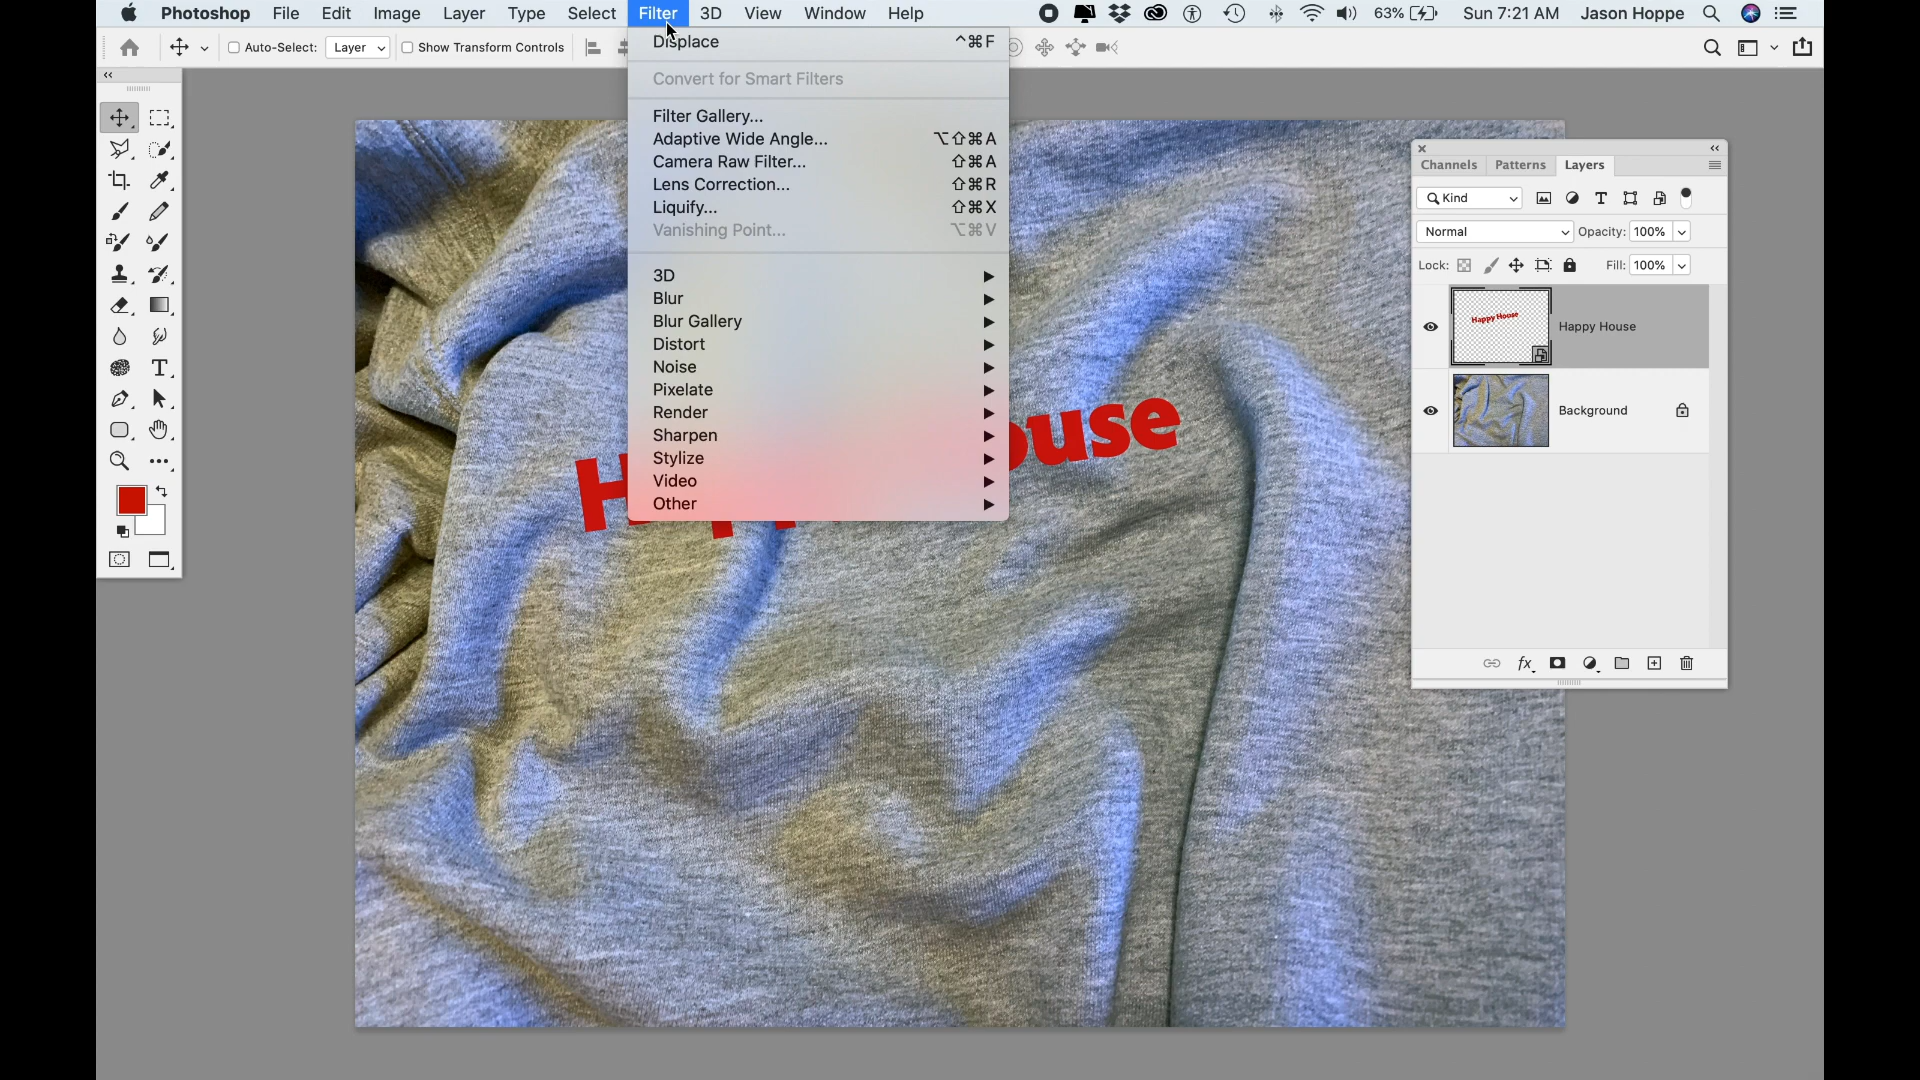 Photoshop File Edit Image Layer Type Select Filter 3D View Window Help 63% Sun 7:21 AM Jason Hoppe
Auto-Select: Layer Show Transform Controls
Displace ⌃⌘F
Convert for Smart Filters
Filter Gallery...
Adaptive Wide Angle... ⌥⇧⌘A
Camera Raw Filter... ⇧⌘A
Lens Correction... ⇧⌘R
Liquify... ⇧⌘X
Vanishing Point... ⌥⌘V
3D
Blur
Blur Gallery
Distort
Noise
Pixelate
Render
Sharpen
Stylize
Video
Other
Channels Patterns Layers
Kind
Normal Opacity: 100%
Lock: Fill: 100%
Happy House
Happy House
Background
fx